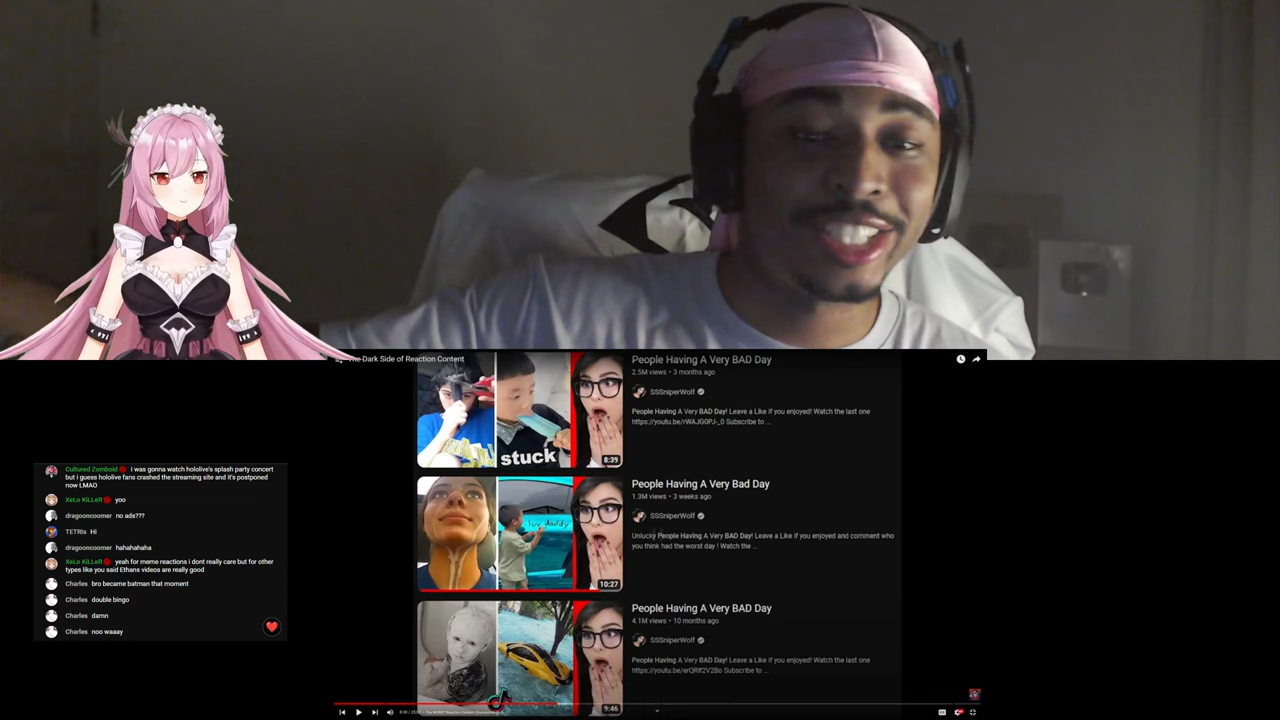 The Dark Side of Reaction Content
People Having A Very BAD Day
2.5M views • 3 months ago
SSSniperWolf
People Having A Very BAD Day! Leave a Like if you enjoyed! Watch the last one
https://youtu.be/rWAJG0PJ-_0 Subscribe to ...
stuck
8:39
People Having A Very Bad Day
1.3M views • 3 weeks ago
SSSniperWolf
Unlucky People Having A Very BAD Day! Leave a Like if you enjoyed and comment who
you think had the worst day ! Watch the ...
luv daddy
10:27
People Having A Very BAD Day
4.1M views • 10 months ago
SSSniperWolf
People Having A Very BAD Day! Leave a Like if you enjoyed! Watch the last one
https://youtu.be/erQRIf2V2Bo Subscribe to ...
9:46
Cultured Zomboid I was gonna watch hololive's splash party concert
but i guess hololive fans crashed the streaming site and it's postponed
now LMAO
XeLo KiLLeR yoo
dragooncoomer no ads???
TETRIs Hi
dragooncoomer hahahahaha
XeLo KiLLeR yeah for meme reactions i dont really care but for other
types like you said Ethans videos are really good
Charles bro became batman that moment
Charles double bingo
Charles damn
Charles noo waaay